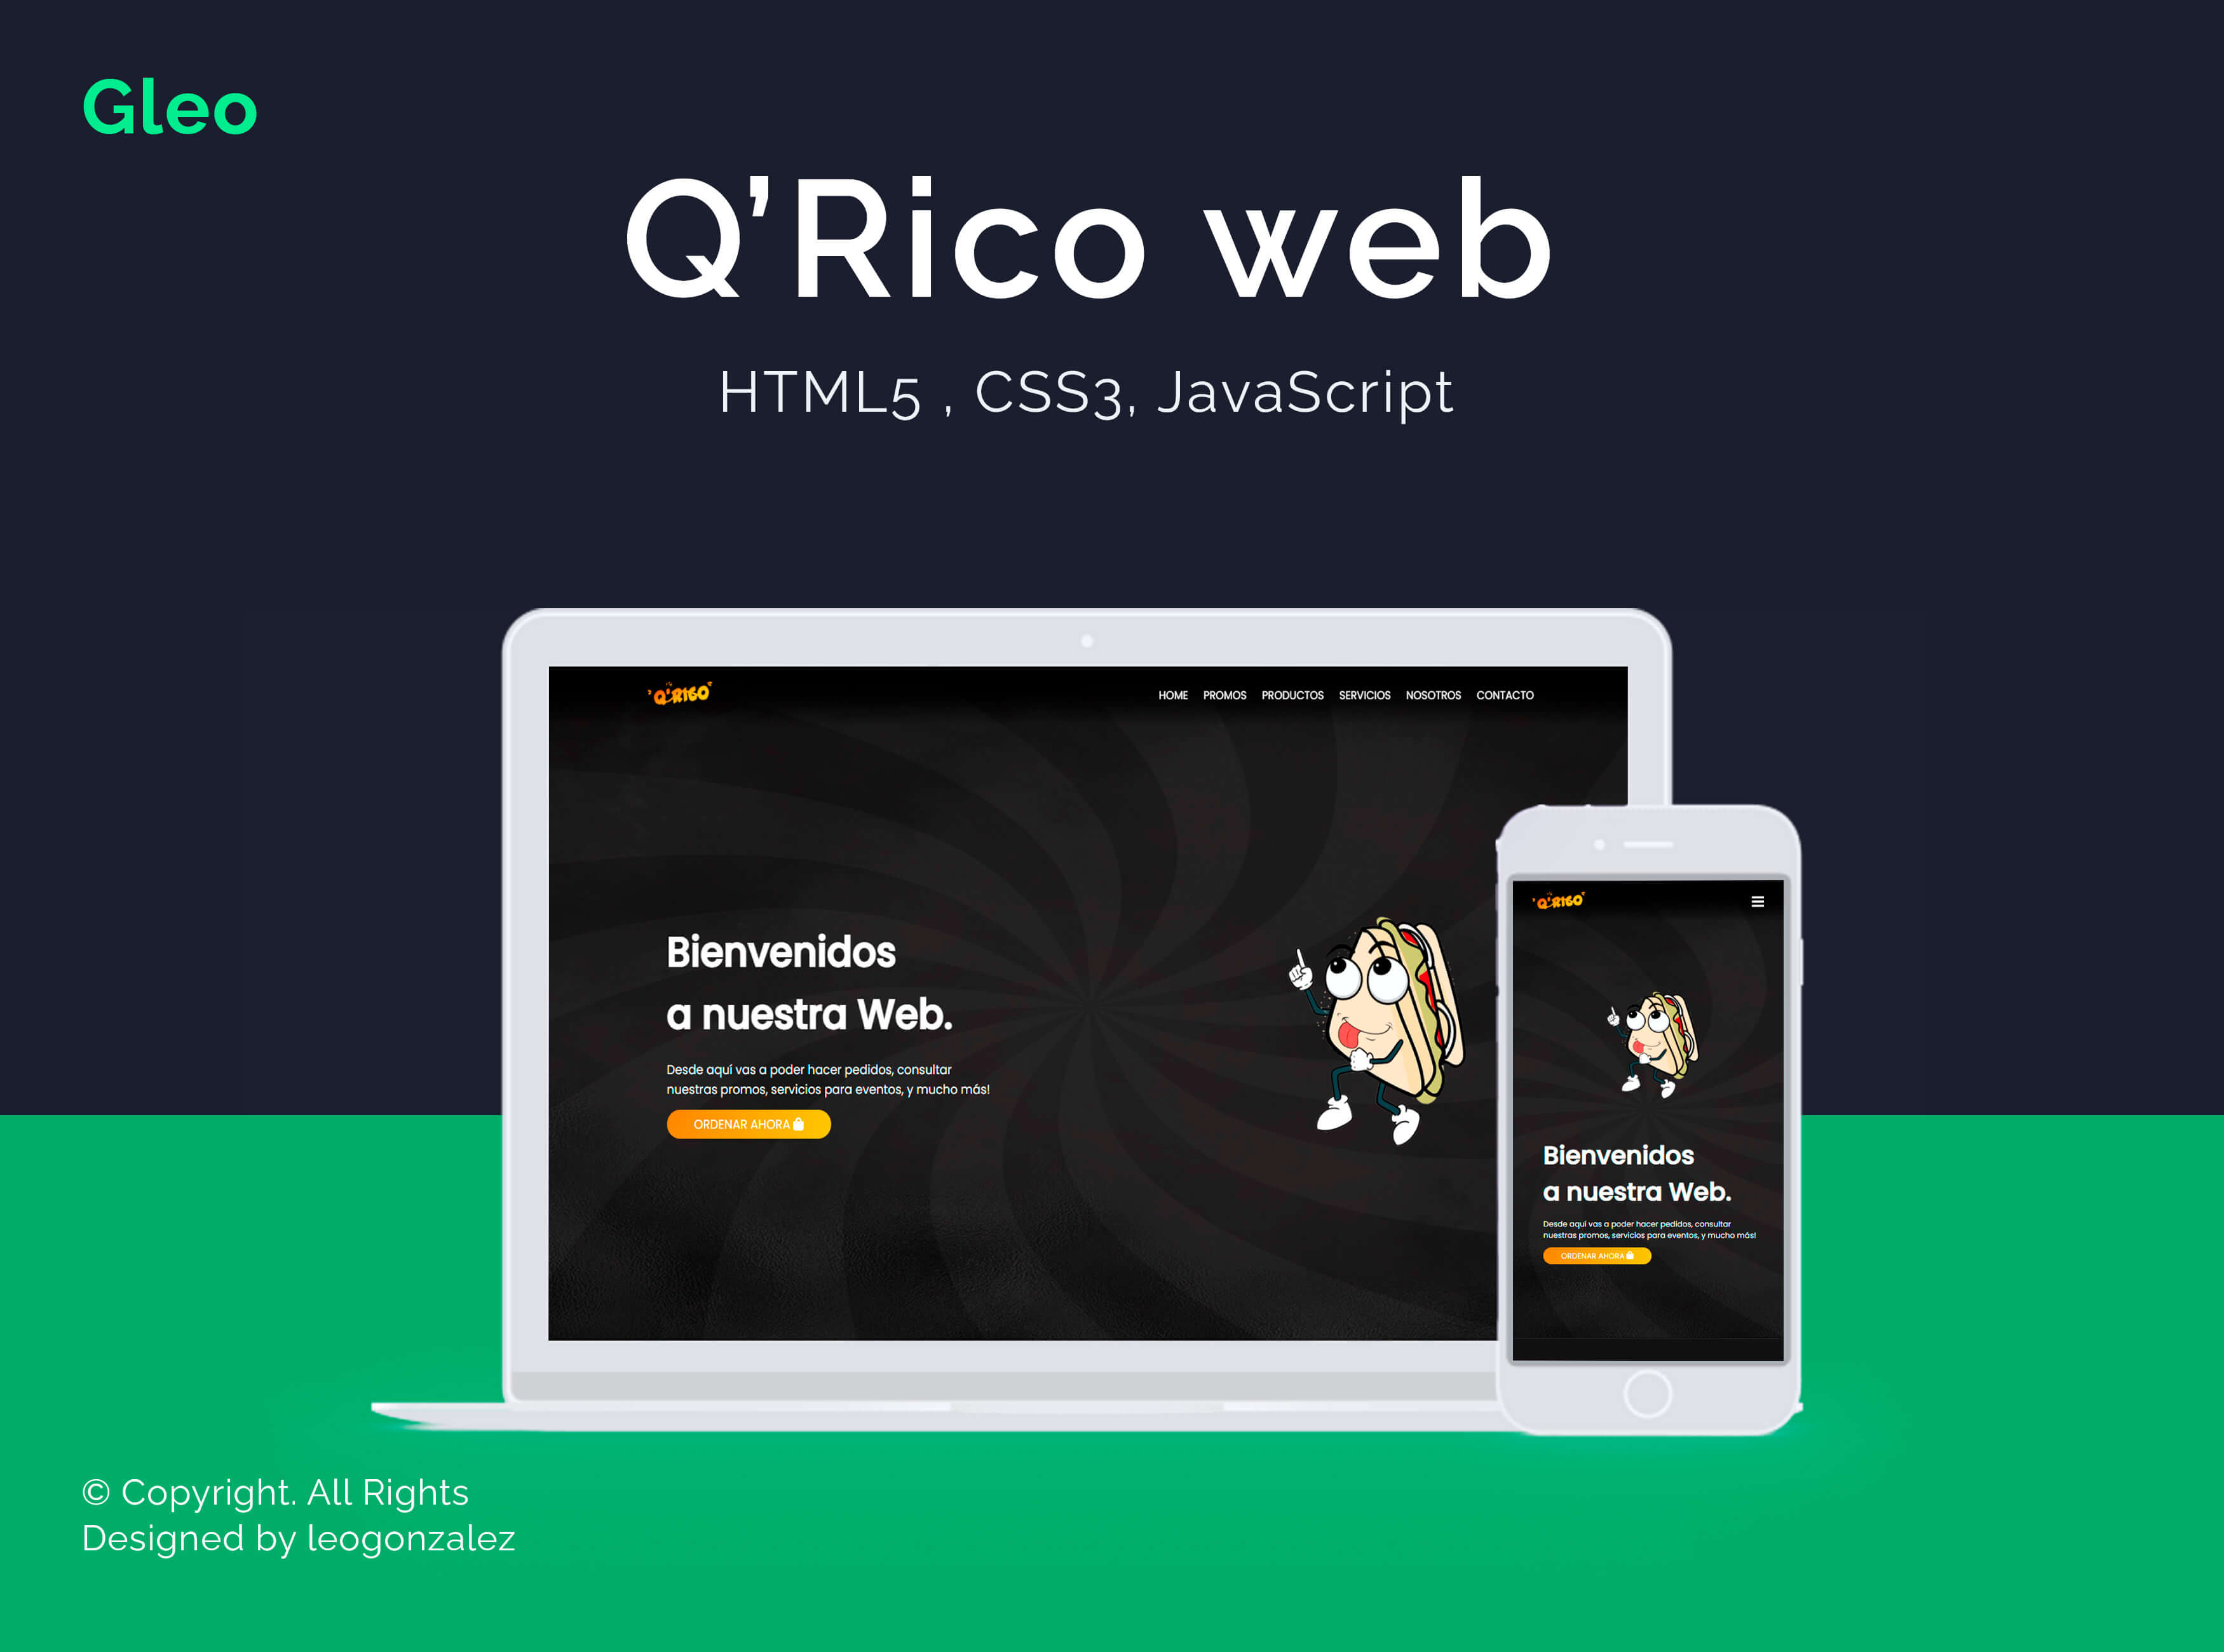 Gleo
Q’Rico web
HTML5 , CSS3, JavaScript
Q'RICO
HOME PROMOS PRODUCTOS SERVICIOS NOSOTROS CONTACTO
Bienvenidos
a nuestra Web.
Desde aquí vas a poder hacer pedidos, consultar
nuestras promos, servicios para eventos, y mucho más!
ORDENAR AHORA
Q'RICO
Bienvenidos
a nuestra Web.
Desde aquí vas a poder hacer pedidos, consultar
nuestras promos, servicios para eventos, y mucho más!
ORDENAR AHORA
© Copyright. All Rights
Designed by leogonzalez